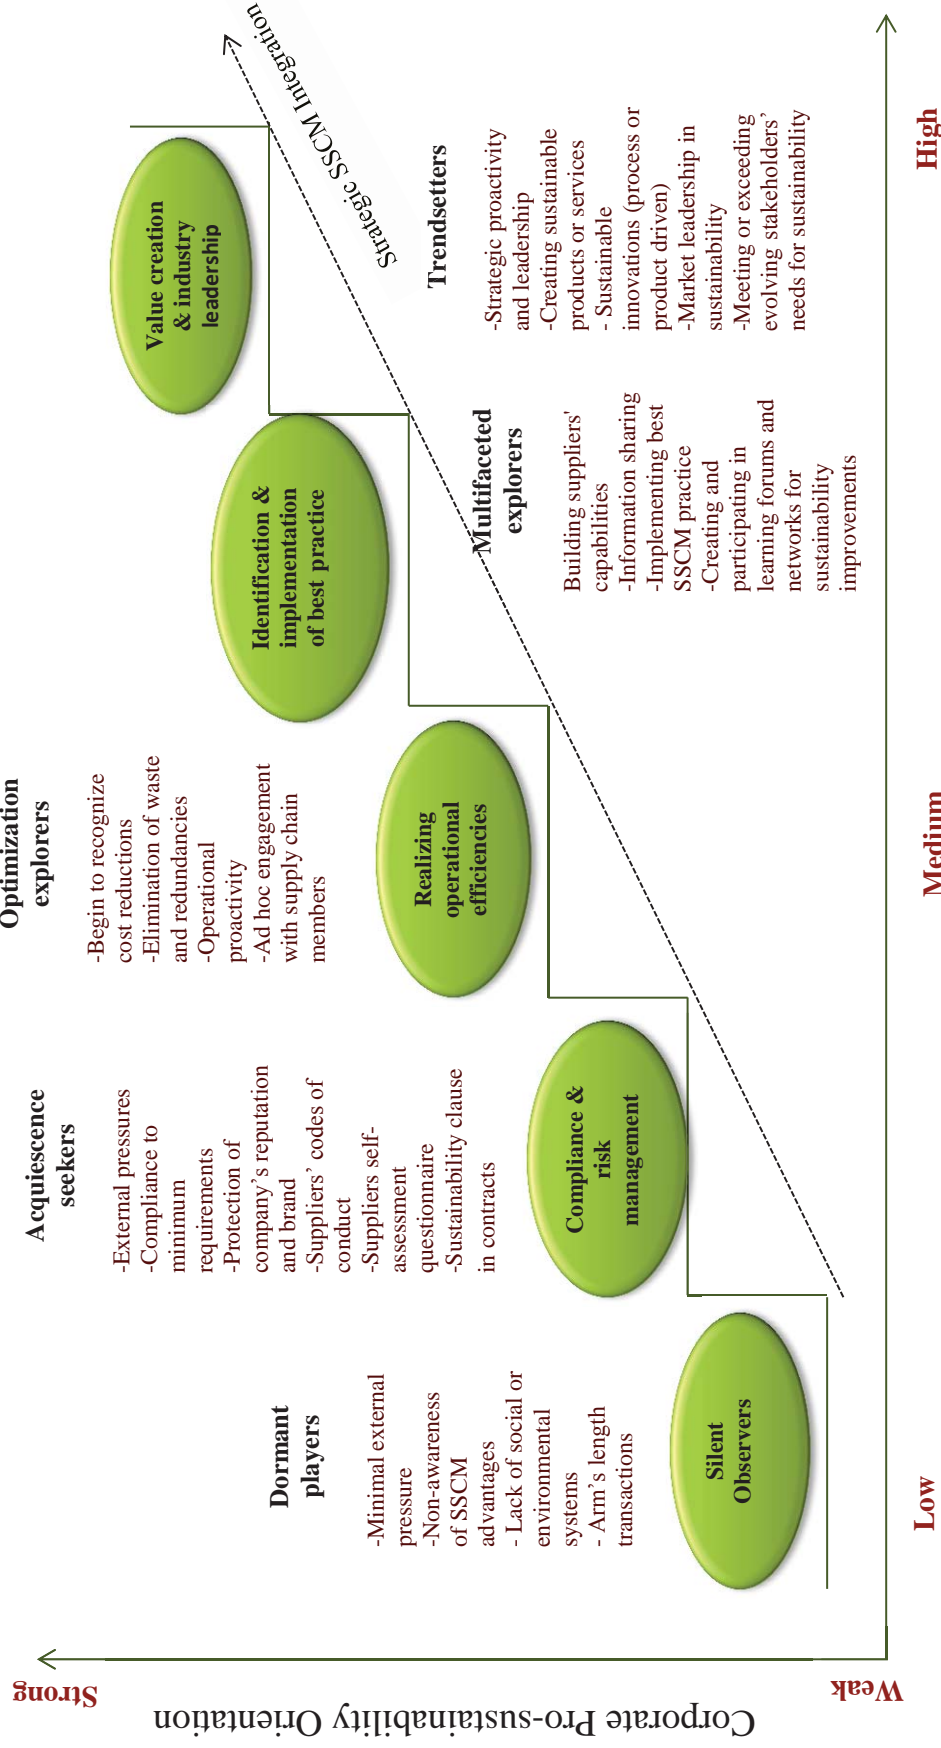 Strong
Corporate Pro-sustainability Orientation
Weak
Dormant
players
-Minimal external
pressure
-Non-awareness
of SSCM
advantages
- Lack of social or
environmental
systems
- Arm's length
transactions
Silent
Observers
Acquiescence
seekers
-External pressures
-Compliance to
minimum
requirements
-Protection of
company's reputation
and brand
-Suppliers' codes of
conduct
-Suppliers self-
assessment
questionnaire
-Sustainability clause
in contracts
Compliance &
risk
management
Optimization
explorers
-Begin to recognize
cost reductions
-Elimination of waste
and redundancies
-Operational
proactivity
-Ad hoc engagement
with supply chain
members
Realizing
operational
efficiencies
Identification &
implementation
of best practice
Multifaceted
explorers
Building suppliers'
capabilities
-Information sharing
-Implementing best
SSCM practice
-Creating and
participating in
learning forums and
networks for
sustainability
improvements
Value creation
& industry
leadership
Strategic SSCM Integration
Trendsetters
-Strategic proactivity
and leadership
-Creating sustainable
products or services
- Sustainable
innovations (process or
product driven)
-Market leadership in
sustainability
-Meeting or exceeding
evolving stakeholders'
needs for sustainability
Low
Medium
High